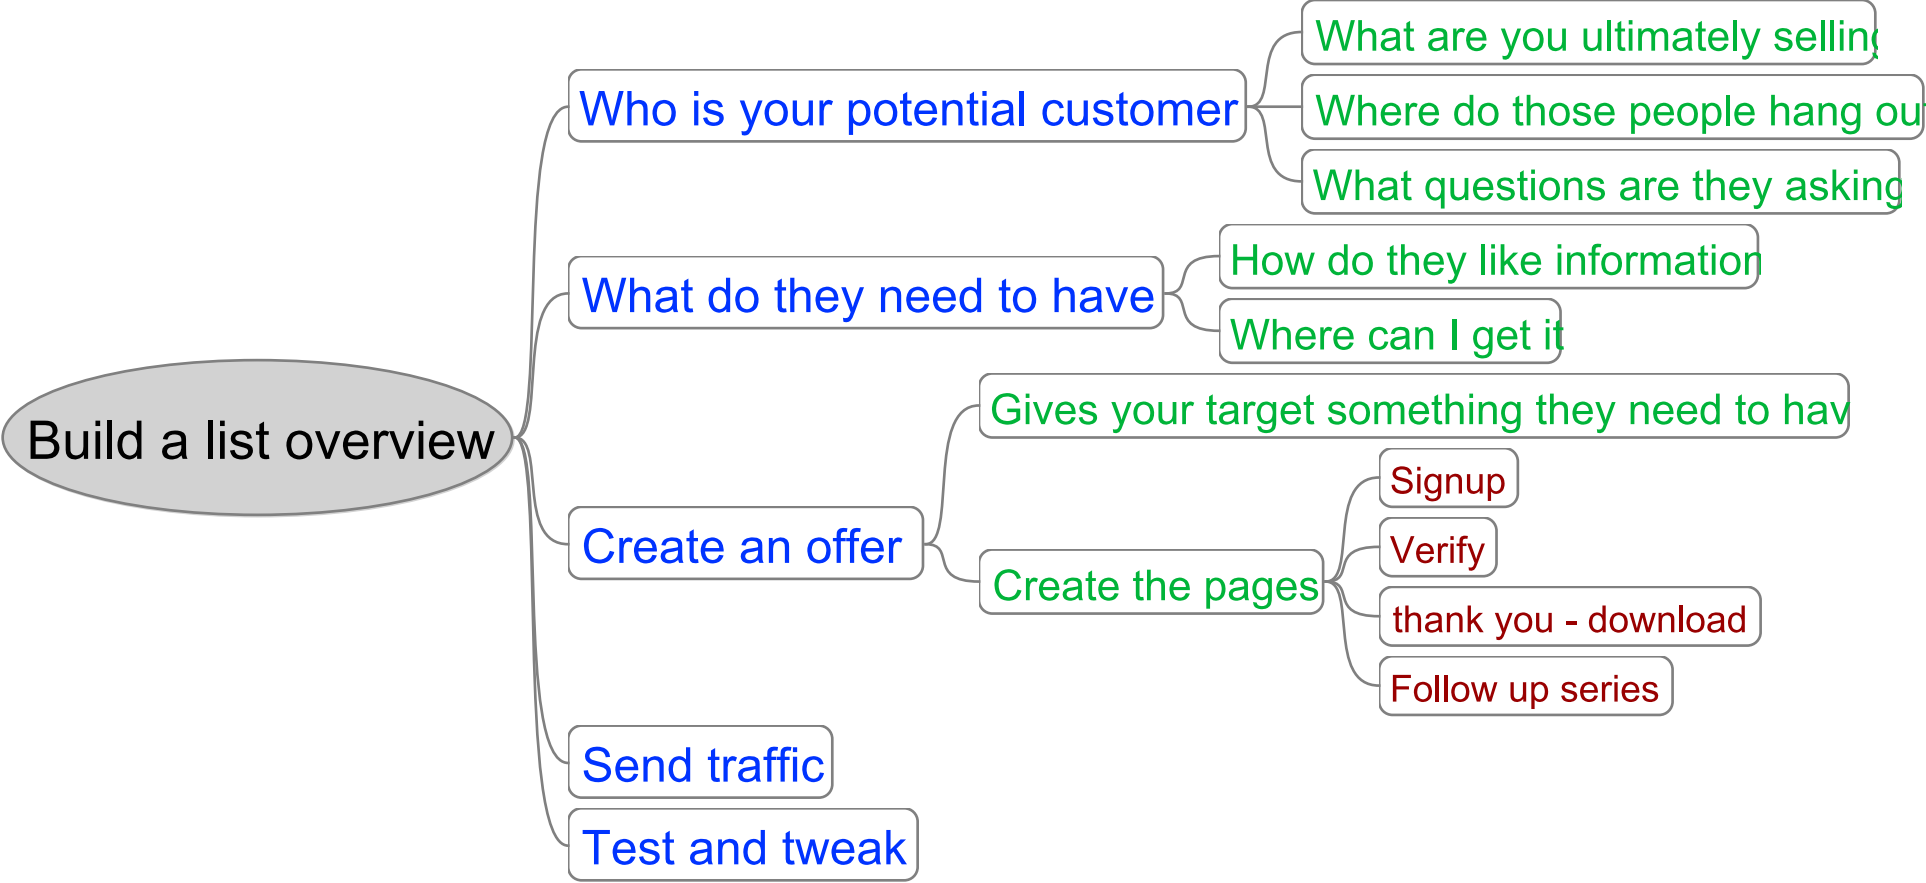 Build a list overview
Who is your potential customer
What are you ultimately selling
Where do those people hang ou
What questions are they asking
What do they need to have
How do they like information
Where can I get it
Create an offer
Gives your target something they need to hav
Create the pages
Signup
Verify
thank you - download
Follow up series
Send traffic
Test and tweak